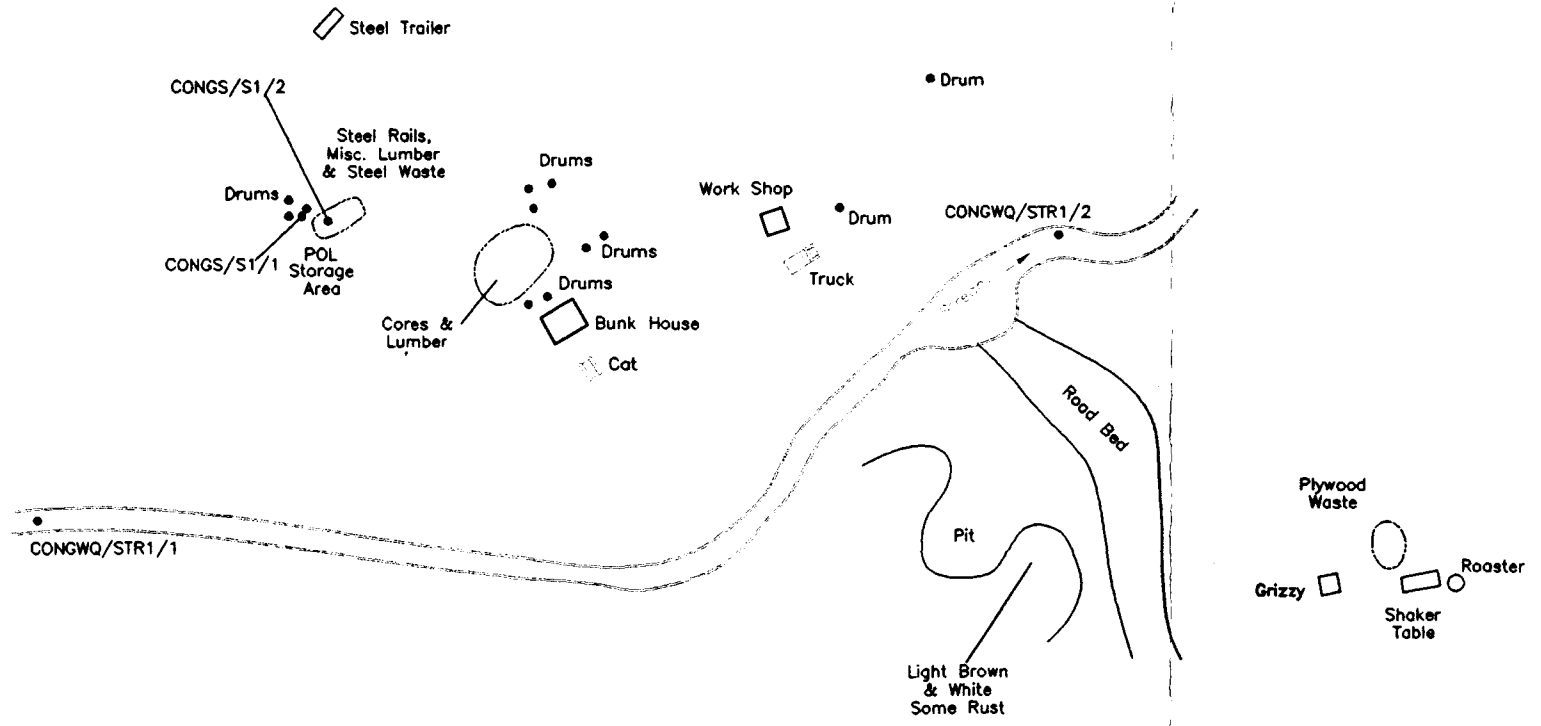 Steel Trailer
CONGS/S1/2
Drum
Steel Rails,
Misc. Lumber
& Steel Waste
Drums
Drums
Work Shop
Drum
CONGWQ/STR1/2
CONGS/S1/1
POL
Storage
Area
Drums
Truck
Stream
Drums
Cores &
Lumber
Bunk House
Cat
Road Bed
Plywood
Waste
CONGWQ/STR1/1
Pit
Grizzy
Roaster
Shaker
Table
Light Brown
& White
Some Rust